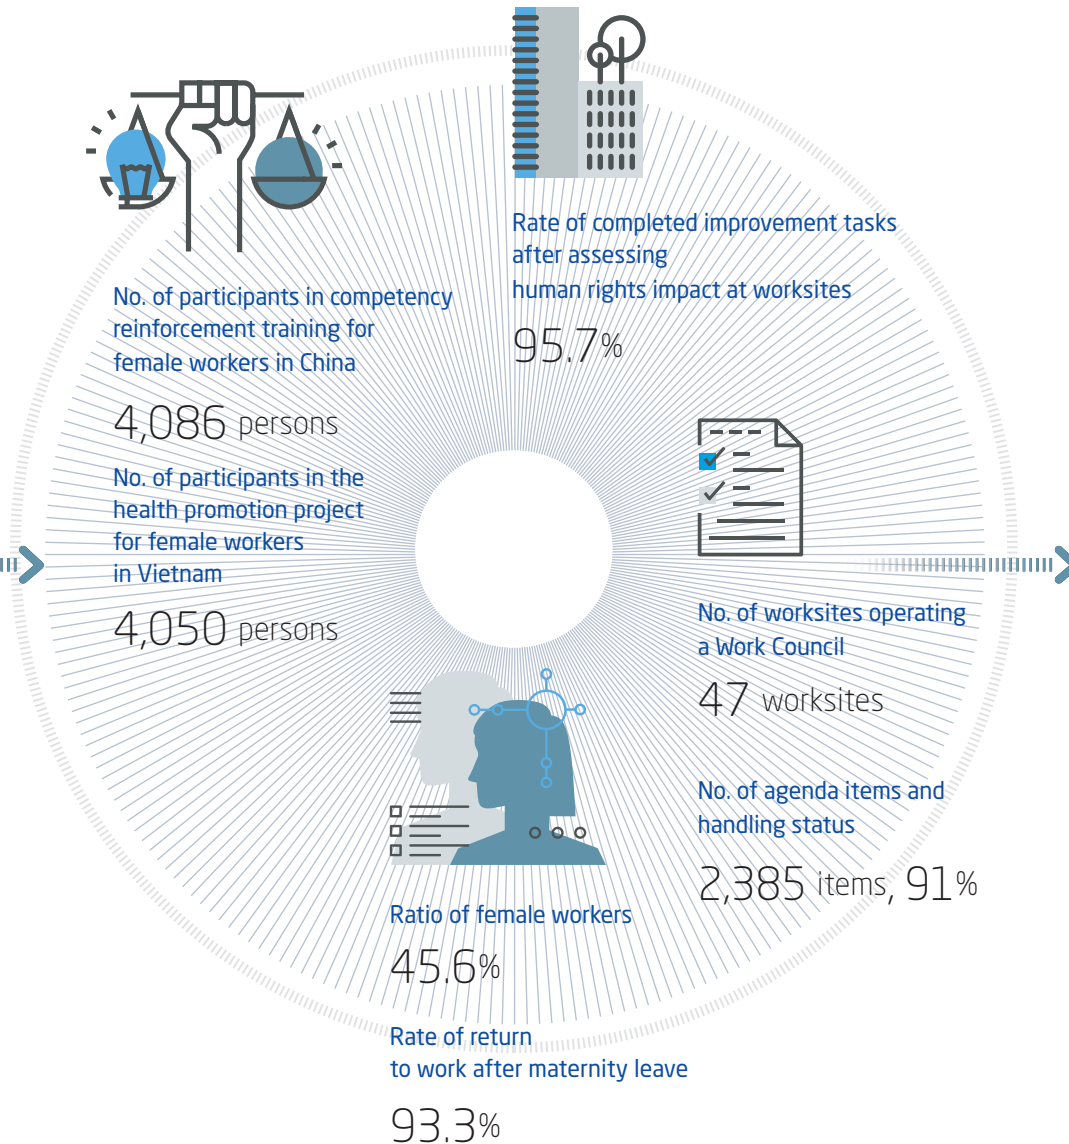 Rate of completed improvement tasks
after assessing
human rights impact at worksites
95.7%
No. of participants in competency
reinforcement training for
female workers in China
4,086 persons
No. of participants in the
health promotion project
for female workers
in Vietnam
4,050 persons
No. of worksites operating
a Work Council
47 worksites
No. of agenda items and
handling status
2,385 items, 91%
Ratio of female workers
45.6%
Rate of return
to work after maternity leave
93.3%